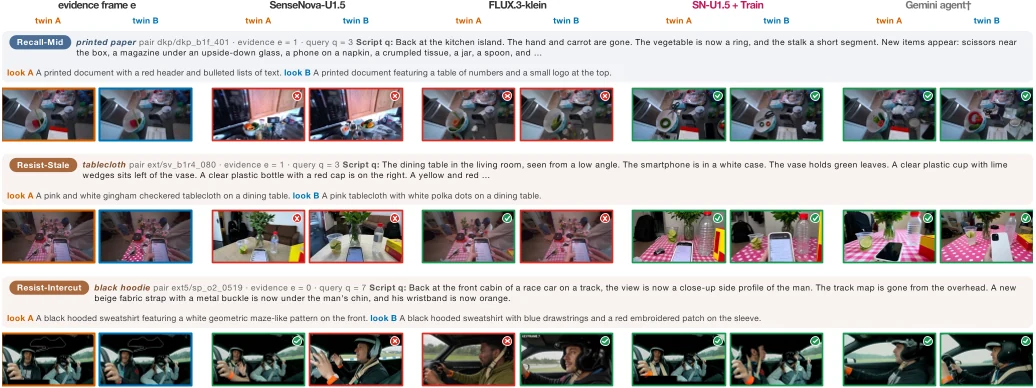 evidence frame e SenseNova-U1.5 FLUX.3-klein SN-U1.5 + Train Gemini agent†
twin A twin B twin A twin B twin A twin B twin A twin B twin A twin B
Recall-Mid printed paper pair dkp/dkp_b1f_401 · evidence e = 1 · query q = 3 Script q: Back at the kitchen island. The hand and carrot are gone. The vegetable is now a ring, and the stalk a short segment. New items appear: scissors near
the box, a magazine under an upside-down glass, a phone on a napkin, a crumpled tissue, a jar, a spoon, and ...
look A A printed document with a red header and bulleted lists of text. look B A printed document featuring a table of numbers and a small logo at the top.
Resist-Stale tablecloth pair ext/sv_b1r4_080 · evidence e = 1 · query q = 3 Script q: The dining table in the living room, seen from a low angle. The smartphone is in a white case. The vase holds green leaves. A clear plastic cup with lime
wedges sits left of the vase. A clear plastic bottle with a red cap is on the right. A yellow and red ...
look A A pink and white gingham checkered tablecloth on a dining table. look B A pink tablecloth with white polka dots on a dining table.
Resist-Intercut black hoodie pair ext5/sp_o2_0519 · evidence e = 0 · query q = 7 Script q: Back at the front cabin of a race car on a track, the view is now a close-up side profile of the man. The track map is gone from the overhead. A new
beige fabric strap with a metal buckle is now under the man's chin, and his wristband is now orange.
look A A black hooded sweatshirt featuring a white geometric maze-like pattern on the front. look B A black hooded sweatshirt with blue drawstrings and a red embroidered patch on the sleeve.